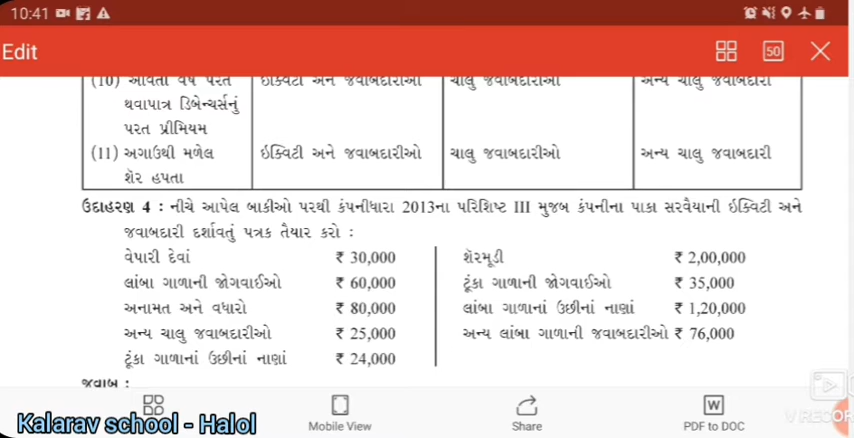 10:41
Edit
50
(10) આવતા વર્ષે પરત ઇક્વિટી અને જવાબદારીઓ ચાલુ જવાબદારીઓ અન્ય ચાલુ જવાબદારી
થવાપાત્ર ડિબેન્ચર્સનું
પરત પ્રીમિયમ
(11) અગાઉથી મળેલ ઇક્વિટી અને જવાબદારીઓ ચાલુ જવાબદારીઓ અન્ય ચાલુ જવાબદારી
શૅર હપતા
ઉદાહરણ 4 : નીચે આપેલ બાકીઓ પરથી કંપનીધારા 2013ના પરિશિષ્ટ III મુજબ કંપનીના પાકા સરવૈયાની ઇક્વિટી અને
જવાબદારી દર્શાવતું પત્રક તૈયાર કરો :
વેપારી દેવાં ₹ 30,000 શૅરમૂડી ₹ 2,00,000
લાંબા ગાળાની જોગવાઈઓ ₹ 60,000 ટૂંકા ગાળાની જોગવાઈઓ ₹ 35,000
અનામત અને વધારો ₹ 80,000 લાંબા ગાળાનાં ઉછીનાં નાણાં ₹ 1,20,000
અન્ય ચાલુ જવાબદારીઓ ₹ 25,000 અન્ય લાંબા ગાળાની જવાબદારીઓ ₹ 76,000
ટૂંકા ગાળાનાં ઉછીનાં નાણાં ₹ 24,000
જવાબ :
Mobile View Share PDF to DOC
W
Kalarav school - Halol